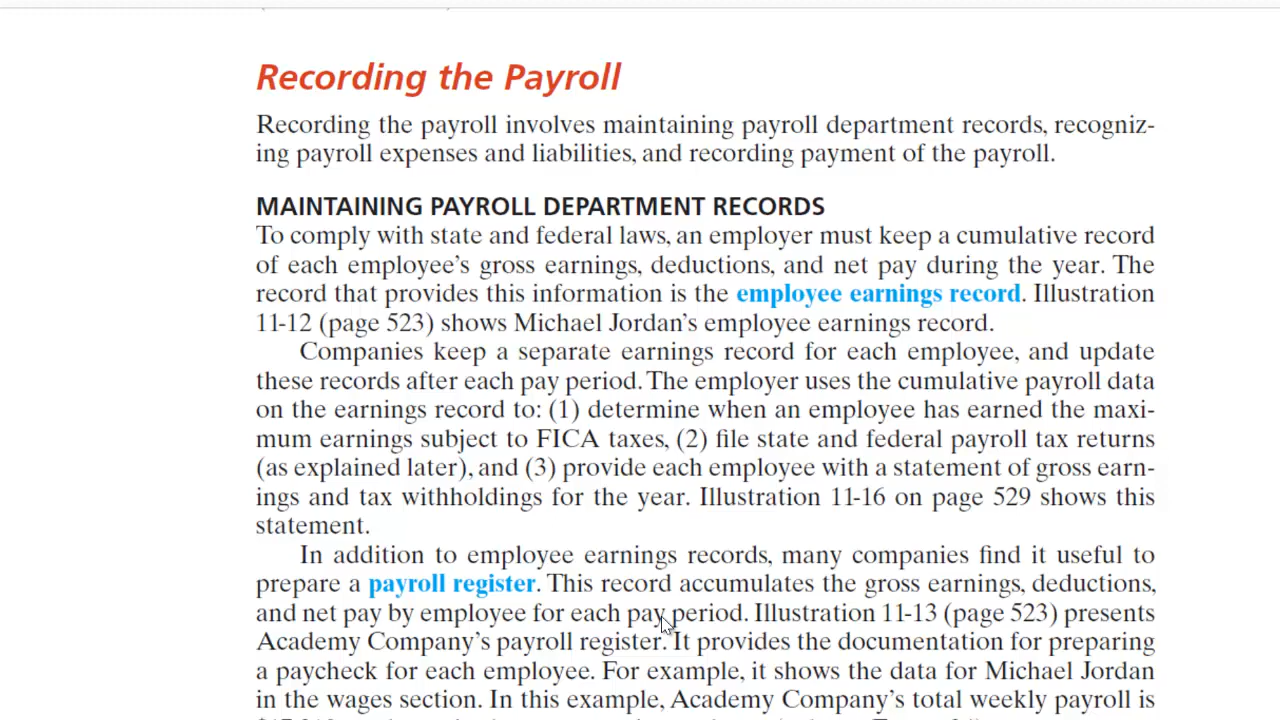 Recording the Payroll
Recording the payroll involves maintaining payroll department records, recogniz-
ing payroll expenses and liabilities, and recording payment of the payroll.
MAINTAINING PAYROLL DEPARTMENT RECORDS
To comply with state and federal laws, an employer must keep a cumulative record
of each employee's gross earnings, deductions, and net pay during the year. The
record that provides this information is the employee earnings record. Illustration
11-12 (page 523) shows Michael Jordan's employee earnings record.
Companies keep a separate earnings record for each employee, and update
these records after each pay period. The employer uses the cumulative payroll data
on the earnings record to: (1) determine when an employee has earned the maxi-
mum earnings subject to FICA taxes, (2) file state and federal payroll tax returns
(as explained later), and (3) provide each employee with a statement of gross earn-
ings and tax withholdings for the year. Illustration 11-16 on page 529 shows this
statement.
In addition to employee earnings records, many companies find it useful to
prepare a payroll register. This record accumulates the gross earnings, deductions,
and net pay by employee for each pay period. Illustration 11-13 (page 523) presents
Academy Company's payroll register. It provides the documentation for preparing
a paycheck for each employee. For example, it shows the data for Michael Jordan
in the wages section. In this example, Academy Company's total weekly payroll is